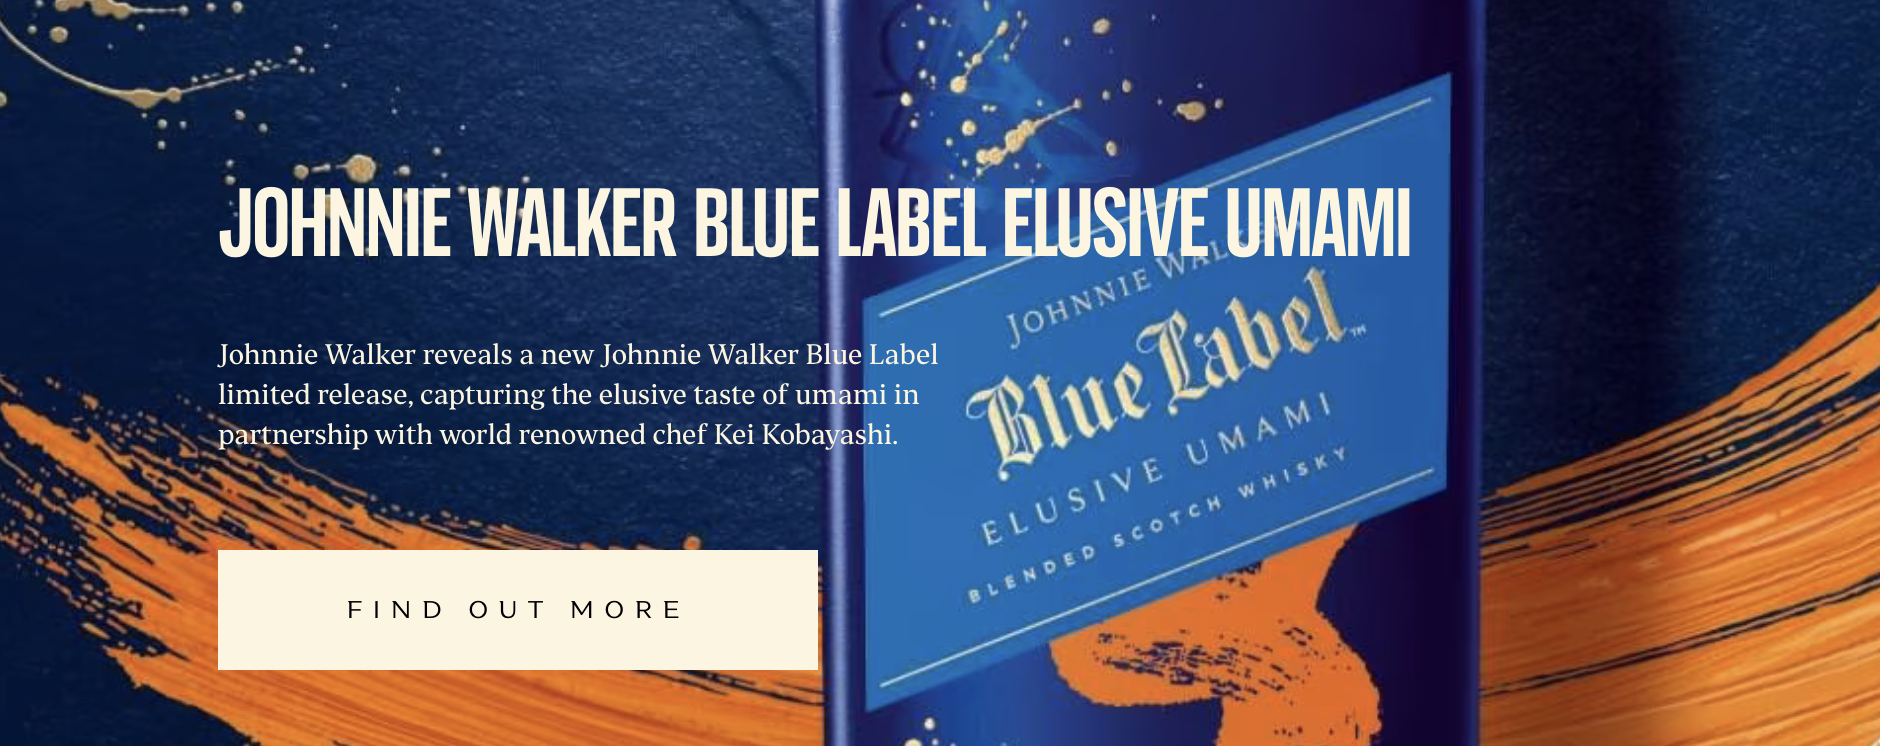 JOHNNIE WALKER BLUE LABEL ELUSIVE UMAMI
Johnnie Walker reveals a new Johnnie Walker Blue Label
limited release, capturing the elusive taste of umami in
partnership with world renowned chef Kei Kobayashi.
FIND OUT MORE
JOHNNIE WALKER
Blue Label™
ELUSIVE UMAMI
BLENDED SCOTCH WHISKY